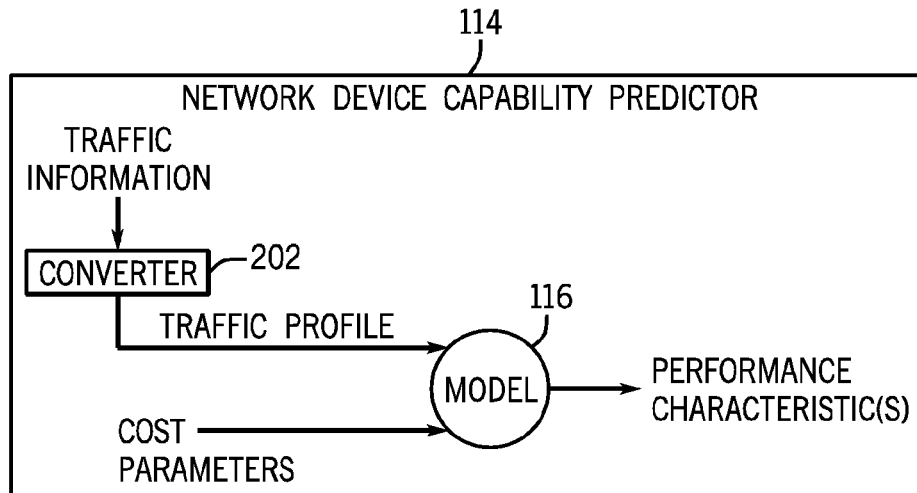 114
NETWORK DEVICE CAPABILITY PREDICTOR
TRAFFIC
INFORMATION
CONVERTER
202
TRAFFIC PROFILE
116
MODEL
PERFORMANCE
CHARACTERISTIC(S)
COST
PARAMETERS